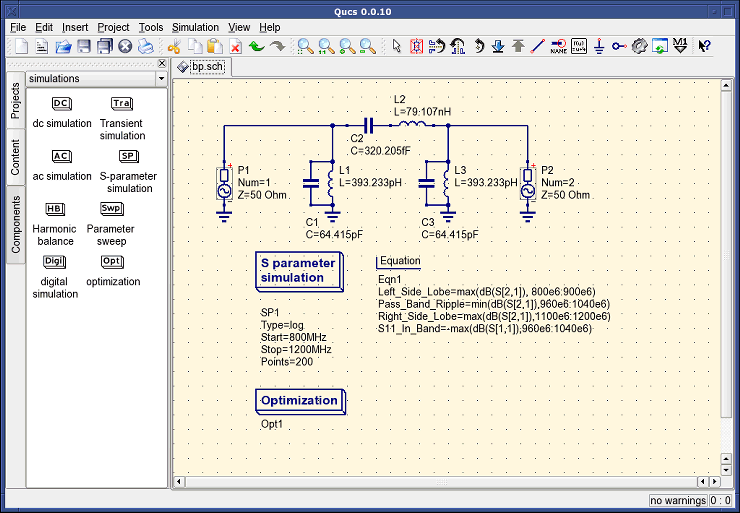 Qucs 0.0.10
File Edit Insert Project Tools Simulation View Help
NAME
M1
Projects
Content
Components
simulations
DC
dc simulation
Tra
Transient
simulation
AC
ac simulation
SP
S-parameter
simulation
HB
Harmonic
balance
Swp
Parameter
sweep
Digi
digital
simulation
Opt
optimization
bp.sch
L2
L=79.107nH
C2
C=320.205fF
P1
Num=1
Z=50 Ohm
L1
L=393.233pH
L3
L=393.233pH
P2
Num=2
Z=50 Ohm
C1
C=64.415pF
C3
C=64.415pF
S parameter
simulation
SP1
Type=log
Start=800MHz
Stop=1200MHz
Points=200
Equation
Eqn1
Left_Side_Lobe=max(dB(S[2,1]), 800e6:900e6)
Pass_Band_Ripple=min(dB(S[2,1]),960e6:1040e6)
Right_Side_Lobe=max(dB(S[2,1]),1100e6:1200e6)
S11_In_Band=-max(dB(S[1,1]),960e6:1040e6)
Optimization
Opt1
no warnings 0 : 0